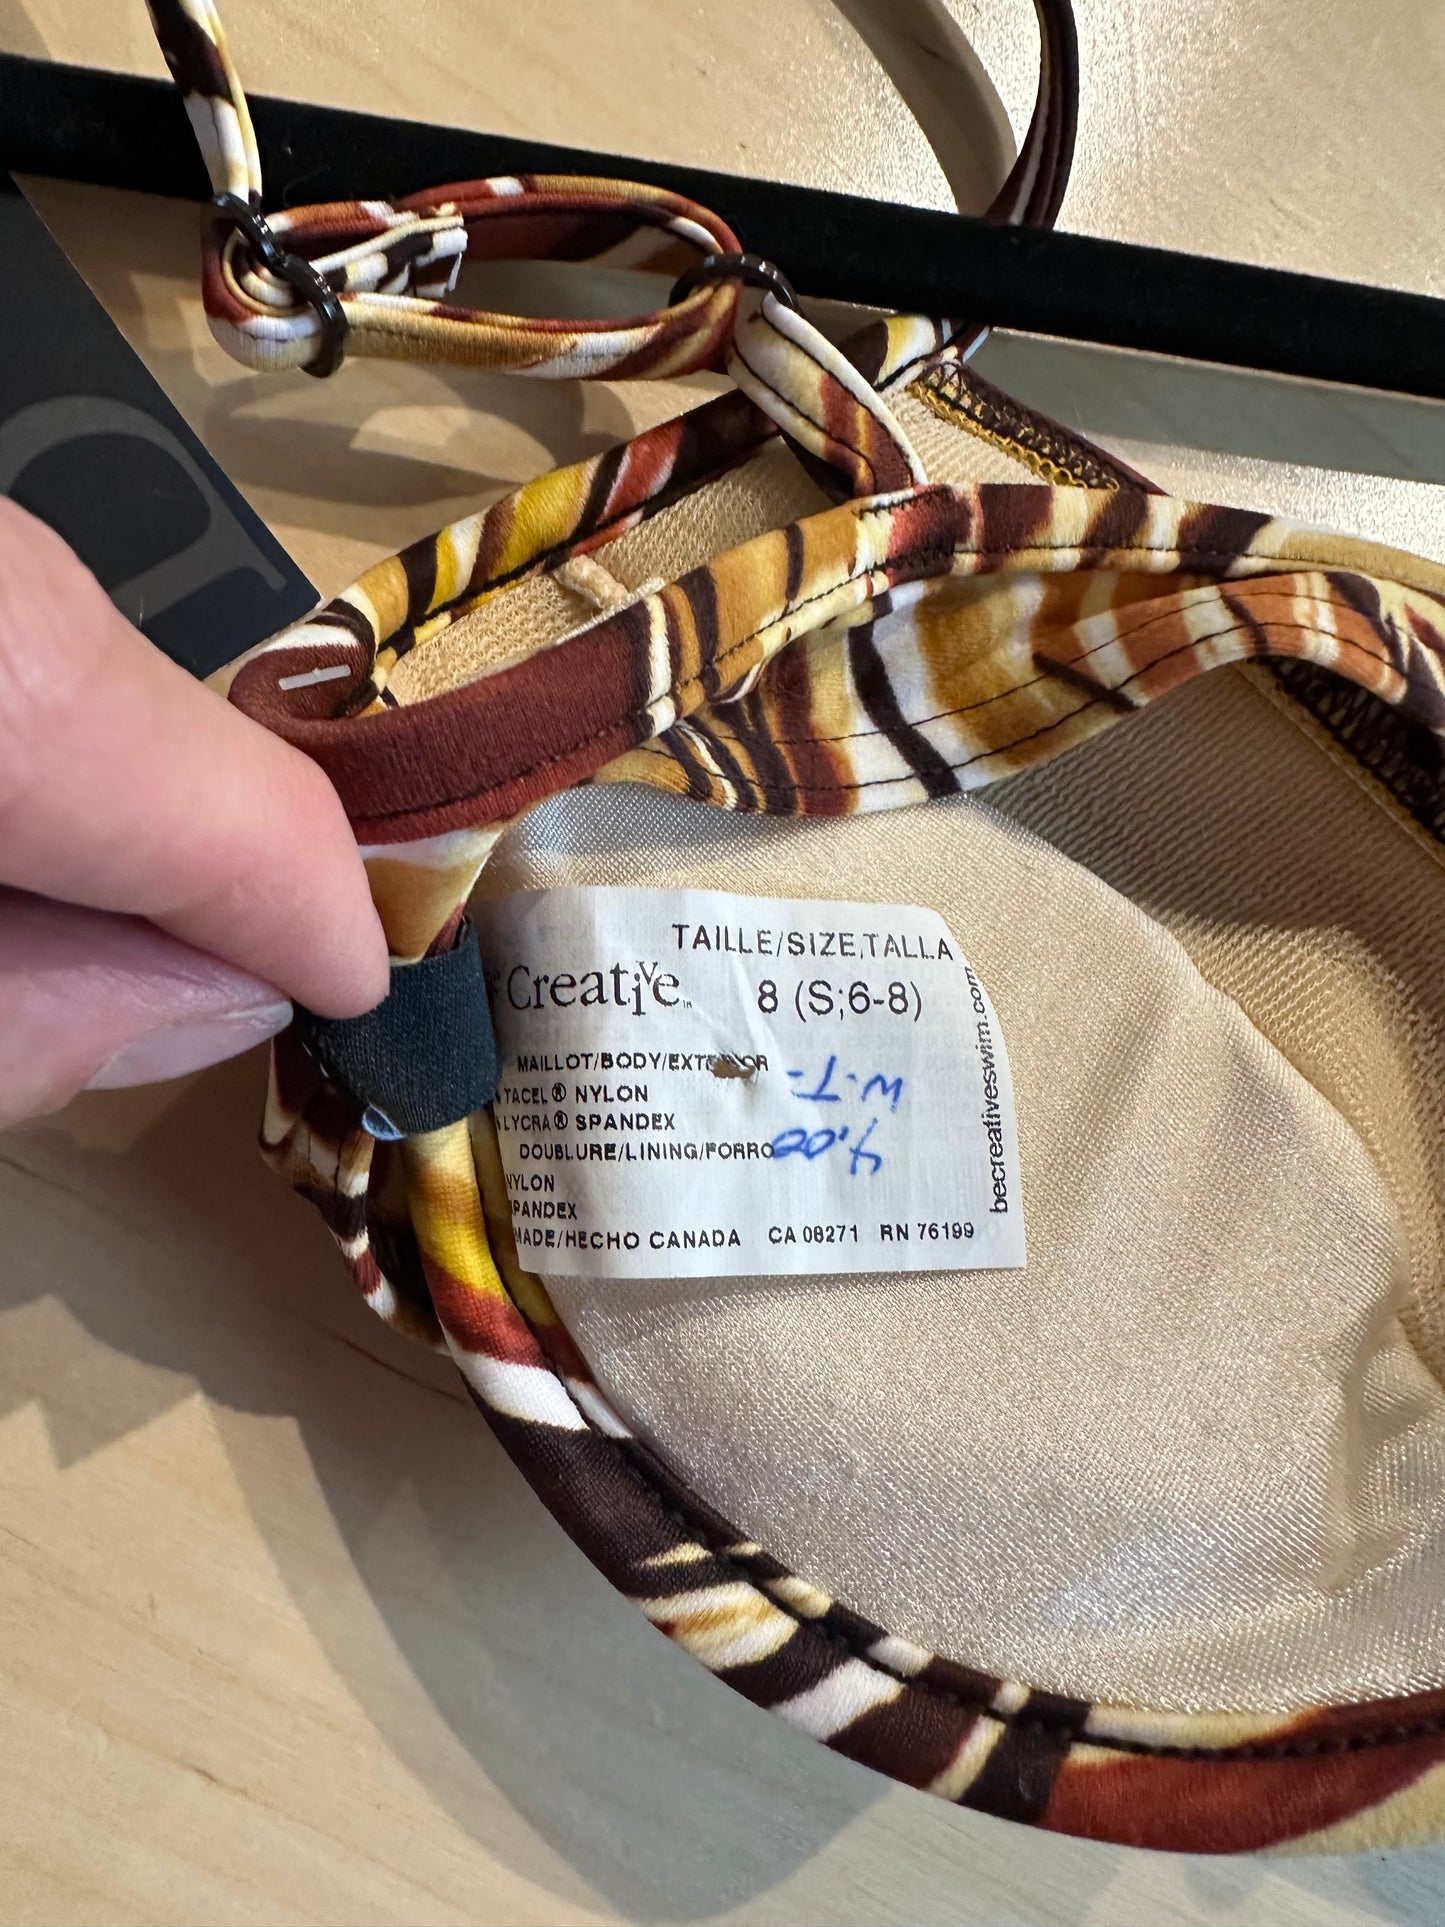 TAILLE/SIZE,TALLA
Creative
8 (S;6-8)
MAILLOT/BODY/EXTERIOR
TACEL® NYLON
LYCRA® SPANDEX
DOUBLURE/LINING/FORRO
NYLON
SPANDEX
MADE/HECHO CANADA CA 08271 RN 76199
becreativeswim.com
4.00
W.T-